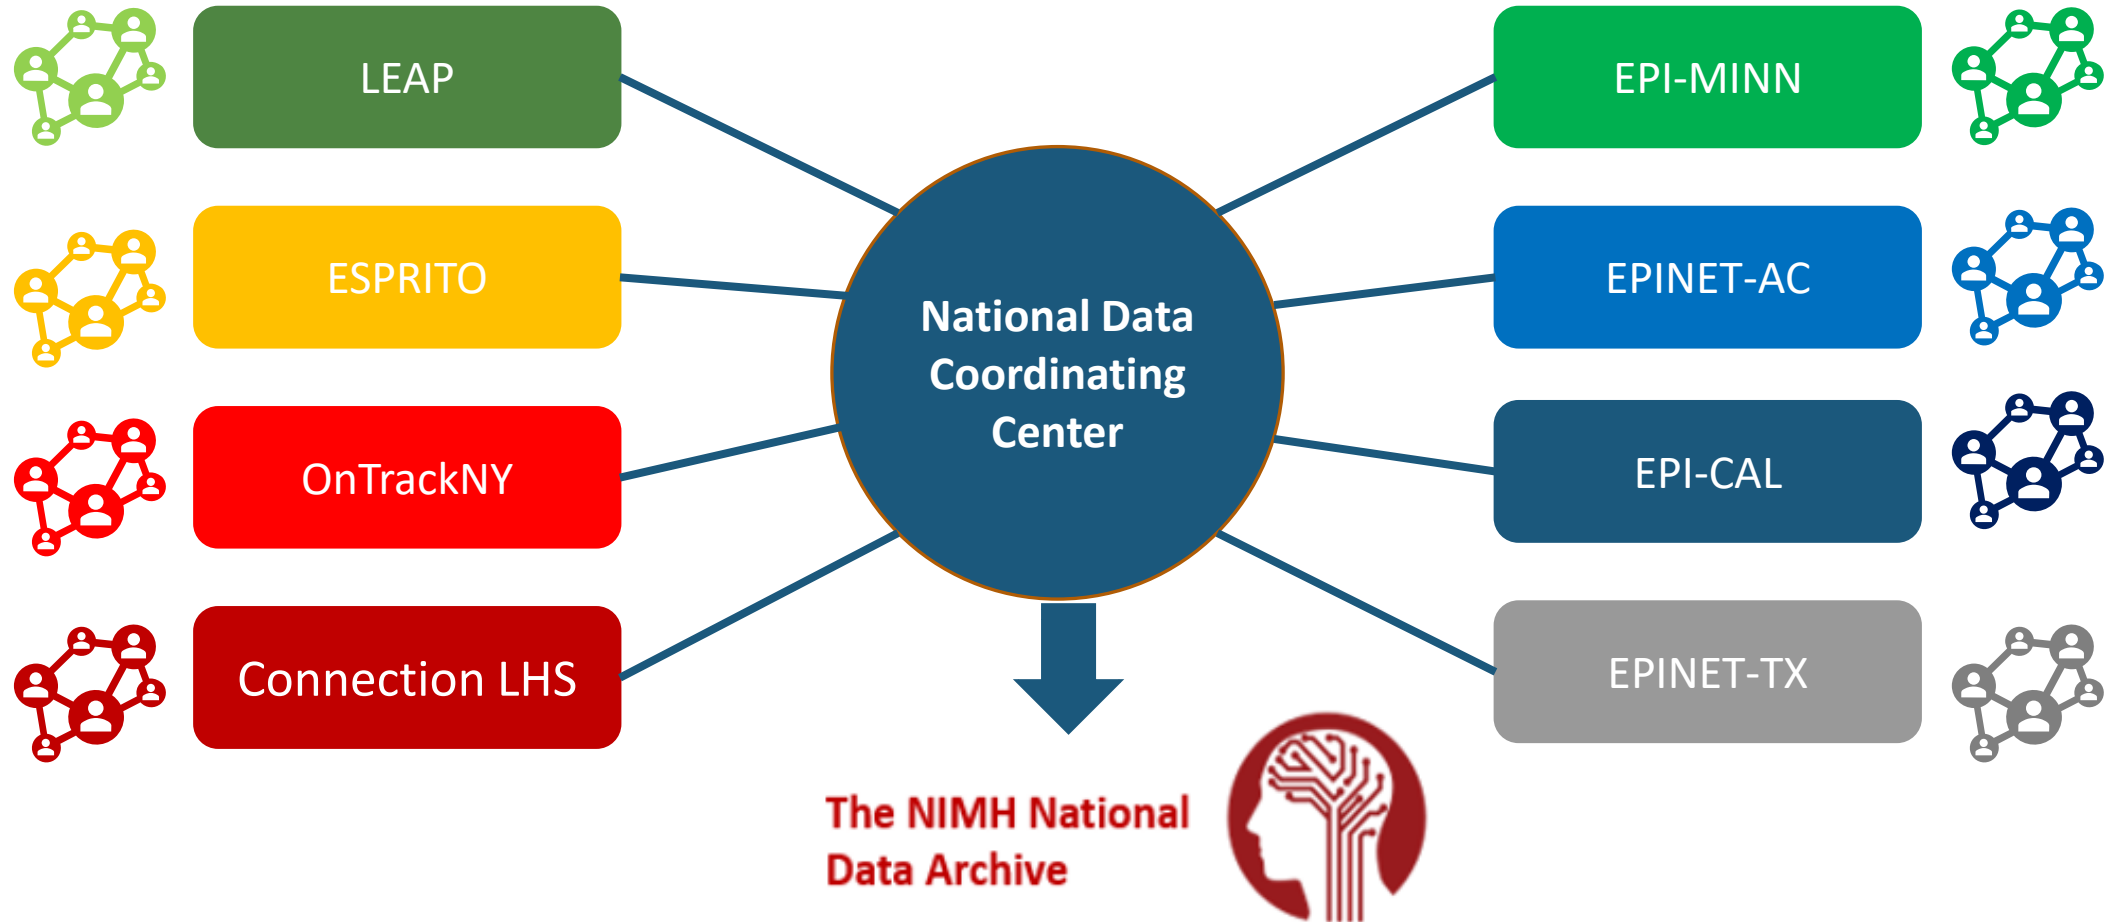 LEAP
ESPRITO
OnTrackNY
Connection LHS
National Data
Coordinating
Center
EPI-MINN
EPINET-AC
EPI-CAL
EPINET-TX
The NIMH National
Data Archive